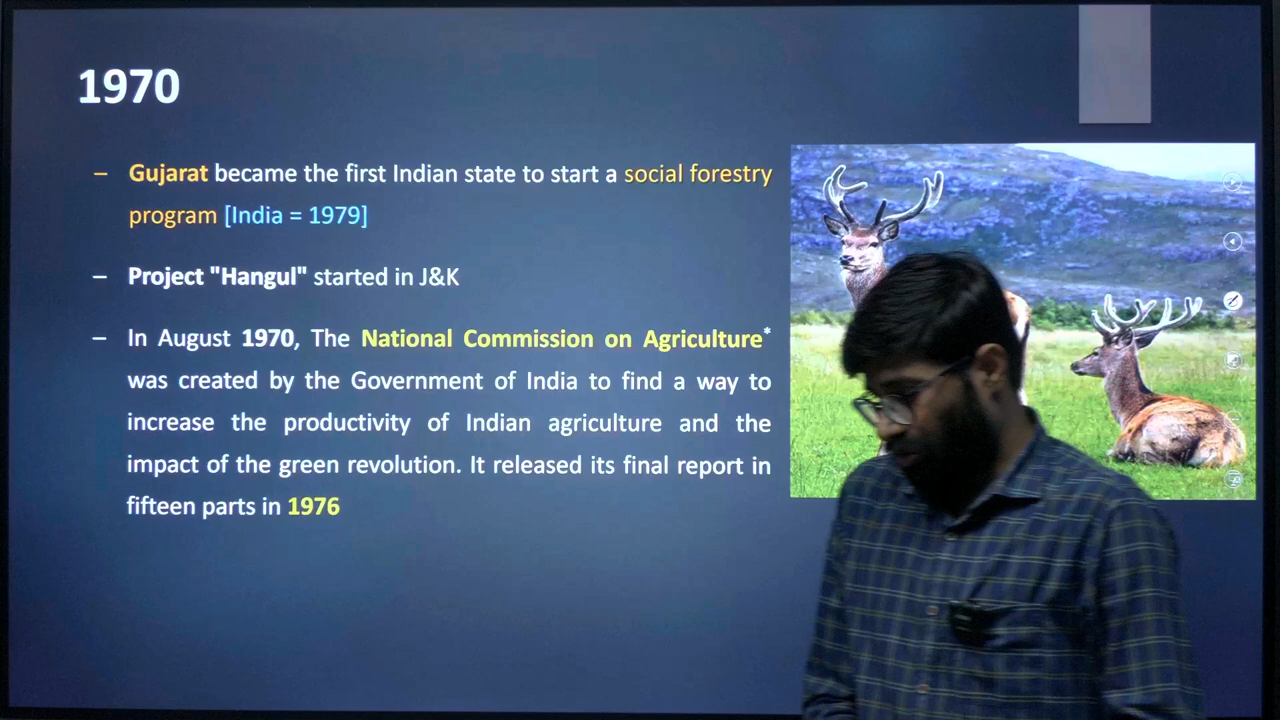 1970
– Gujarat became the first Indian state to start a social forestry
program [India = 1979]
– Project "Hangul" started in J&K
– In August 1970, The National Commission on Agriculture*
was created by the Government of India to find a way to
increase the productivity of Indian agriculture and the
impact of the green revolution. It released its final report in
fifteen parts in 1976